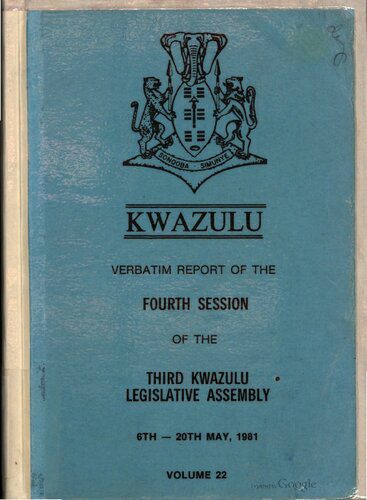 SONQOBA SIMUNYE
KWAZULU
VERBATIM REPORT OF THE
FOURTH SESSION
OF THE
THIRD KWAZULU
LEGISLATIVE ASSEMBLY
6TH — 20TH MAY, 1981
VOLUME 22
Google